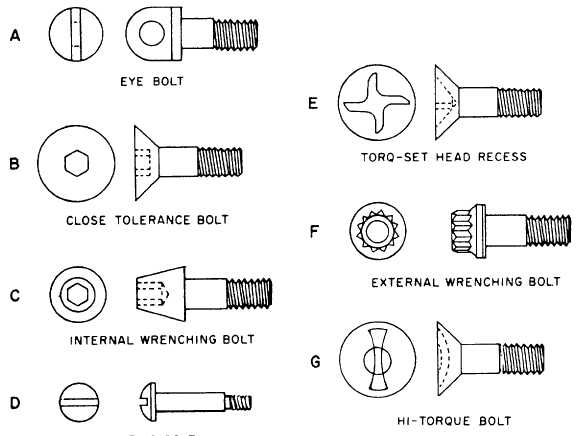 A
EYE BOLT
B
CLOSE TOLERANCE BOLT
C
INTERNAL WRENCHING BOLT
D
E
TORQ-SET HEAD RECESS
F
EXTERNAL WRENCHING BOLT
G
HI-TORQUE BOLT